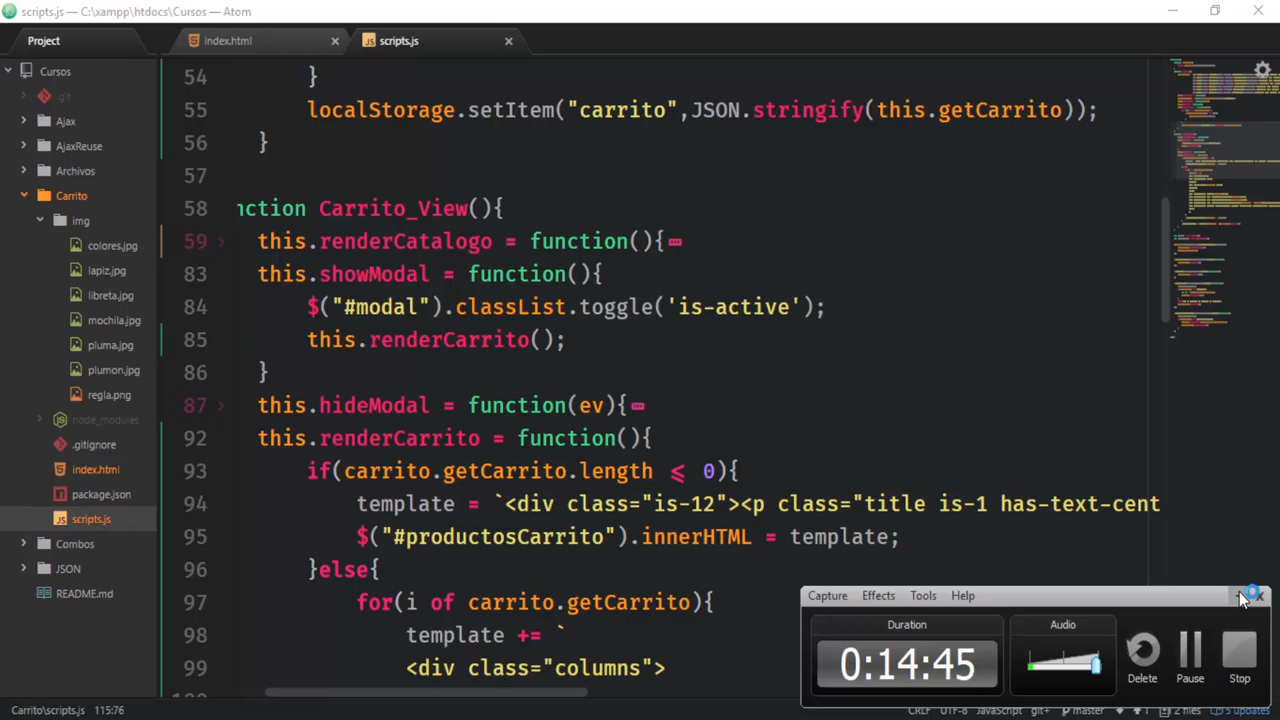 scripts.js — C:\xampp\htdocs\Cursos — Atom
Project
index.html
scripts.js
Cursos
.git
Ajax
AjaxReuse
Archivos
Carrito
img
colores.jpg
lapiz.jpg
libreta.jpg
mochila.jpg
pluma.jpg
plumon.jpg
regla.png
node_modules
.gitignore
index.html
package.json
scripts.js
Combos
JSON
README.md
54 }
55 localStorage.setItem("carrito",JSON.stringify(this.getCarrito));
56 }
57
58 nction Carrito_View(){
59 this.renderCatalogo = function(){
83 this.showModal = function(){
84 $("#modal").classList.toggle('is-active');
85 this.renderCarrito();
86 }
87 this.hideModal = function(ev){
92 this.renderCarrito = function(){
93 if(carrito.getCarrito.length <= 0){
94 template = `<div class="is-12"><p class="title is-1 has-text-cent
95 $("#productosCarrito").innerHTML = template;
96 }else{
97 for(i of carrito.getCarrito){
98 template += `
99 <div class="columns">
Capture Effects Tools Help
Duration
0:14:45
Audio
Delete
Pause
Stop
Carrito\scripts.js 115:76
CRLF UTF-8 JavaScript git+ master 1 2 files 5 updates